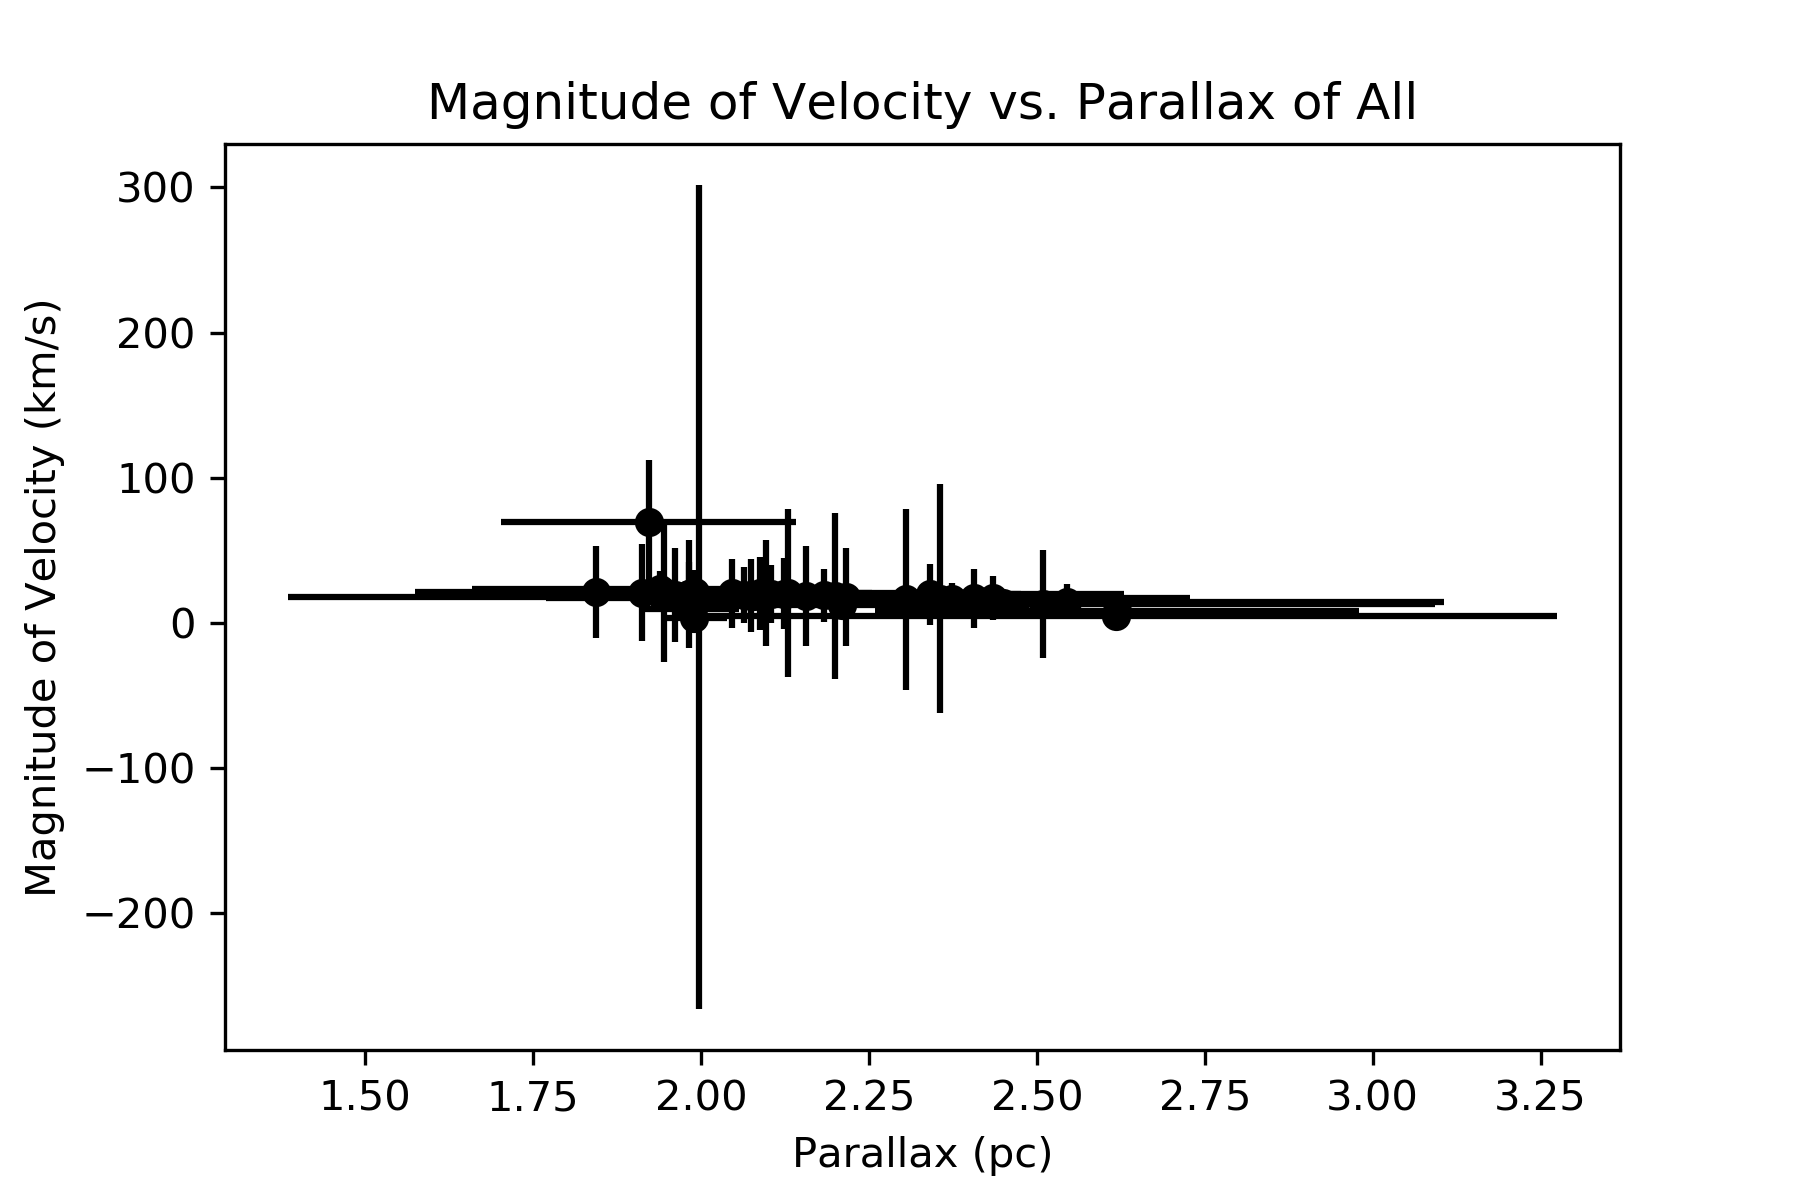 Magnitude of Velocity vs. Parallax of All
300
200
100
0
−100
−200
Magnitude of Velocity (km/s)
1.50 1.75 2.00 2.25 2.50 2.75 3.00 3.25
Parallax (pc)